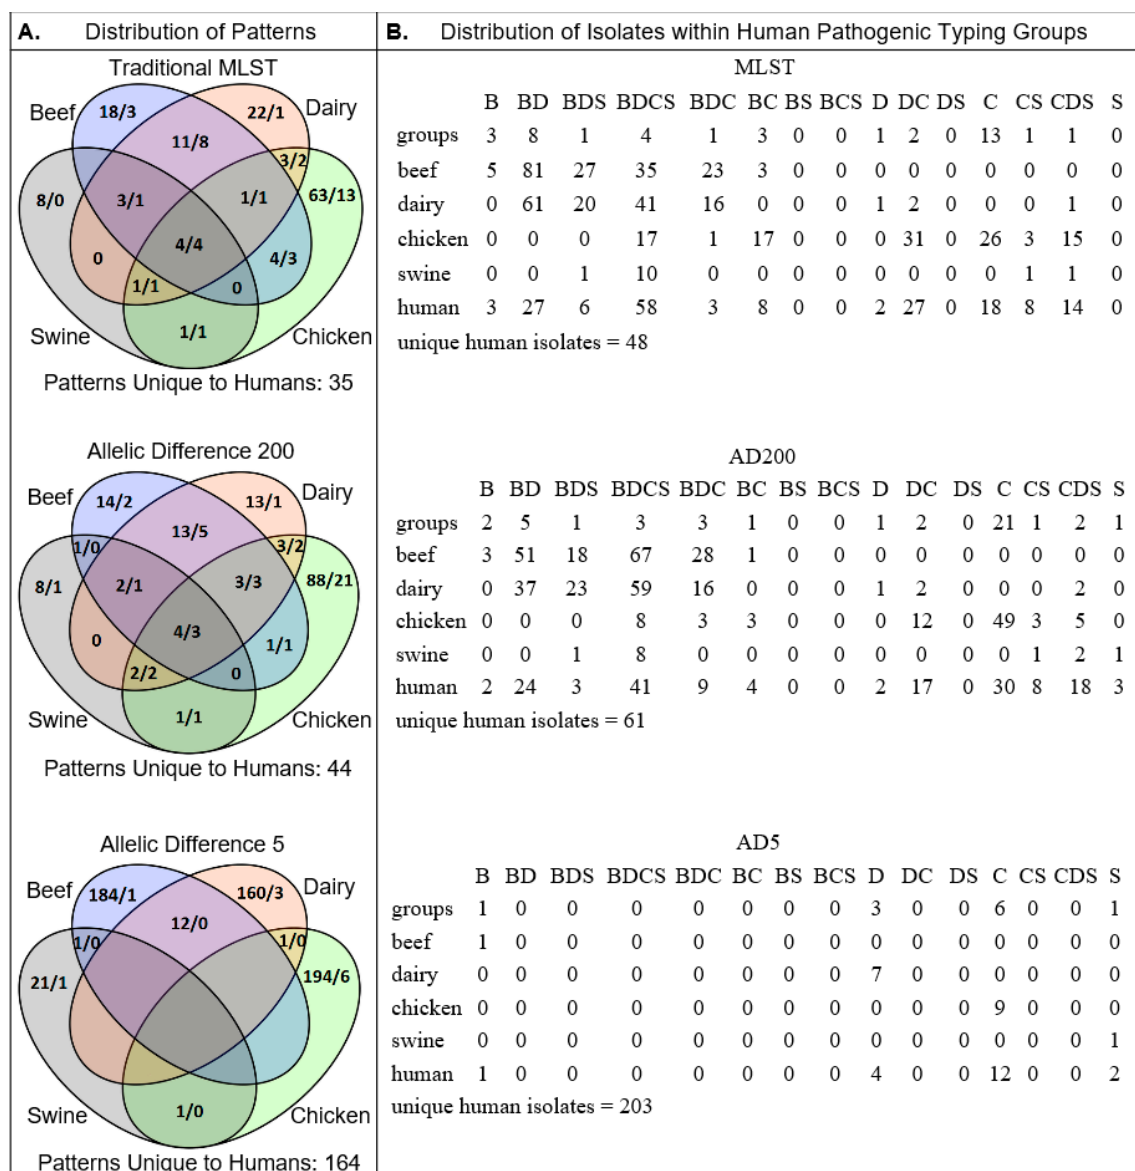 A. Distribution of Patterns
Traditional MLST
Beef
Dairy
18/3
22/1
11/8
3/2
8/0
3/1
1/1
63/13
4/4
0
4/3
1/1
0
1/1
Swine
Chicken
Patterns Unique to Humans: 35
Allelic Difference 200
Beef
Dairy
14/2
13/1
13/5
1/0
3/2
8/1
2/1
3/3
88/21
4/3
0
1/1
2/2
0
1/1
Swine
Chicken
Patterns Unique to Humans: 44
Allelic Difference 5
Beef
Dairy
184/1
160/3
12/0
1/0
1/0
21/1
194/6
1/0
Swine
Chicken
Patterns Unique to Humans: 164
B. Distribution of Isolates within Human Pathogenic Typing Groups
MLST
B BD BDS BDCS BDC BC BS BCS D DC DS C CS CDS S
groups 3 8 1 4 1 3 0 0 1 2 0 13 1 1 0
beef 5 81 27 35 23 3 0 0 0 0 0 0 0 0 0
dairy 0 61 20 41 16 0 0 0 1 2 0 0 0 1 0
chicken 0 0 0 17 1 17 0 0 0 31 0 26 3 15 0
swine 0 0 1 10 0 0 0 0 0 0 0 0 1 1 0
human 3 27 6 58 3 8 0 0 2 27 0 18 8 14 0
unique human isolates = 48
AD200
B BD BDS BDCS BDC BC BS BCS D DC DS C CS CDS S
groups 2 5 1 3 3 1 0 0 1 2 0 21 1 2 1
beef 3 51 18 67 28 1 0 0 0 0 0 0 0 0 0
dairy 0 37 23 59 16 0 0 0 1 2 0 0 0 2 0
chicken 0 0 0 8 3 3 0 0 0 12 0 49 3 5 0
swine 0 0 1 8 0 0 0 0 0 0 0 0 1 2 1
human 2 24 3 41 9 4 0 0 2 17 0 30 8 18 3
unique human isolates = 61
AD5
B BD BDS BDCS BDC BC BS BCS D DC DS C CS CDS S
groups 1 0 0 0 0 0 0 0 3 0 0 6 0 0 1
beef 1 0 0 0 0 0 0 0 0 0 0 0 0 0 0
dairy 0 0 0 0 0 0 0 0 7 0 0 0 0 0 0
chicken 0 0 0 0 0 0 0 0 0 0 0 9 0 0 0
swine 0 0 0 0 0 0 0 0 0 0 0 0 0 0 1
human 1 0 0 0 0 0 0 0 4 0 0 12 0 0 2
unique human isolates = 203